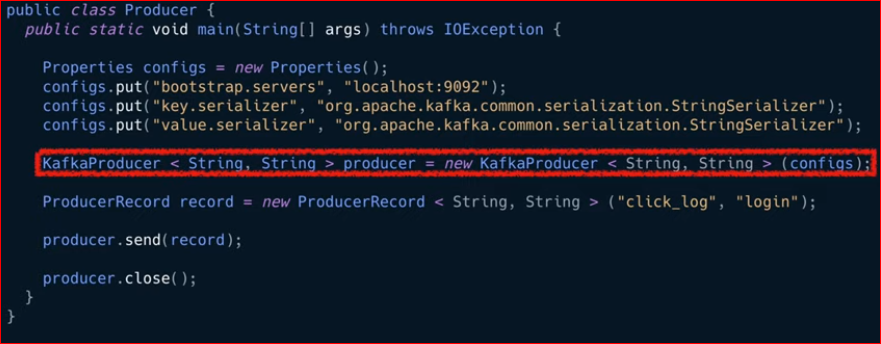 public class Producer {
public static void main(String[] args) throws IOException {
Properties configs = new Properties();
configs.put("bootstrap.servers", "localhost:9092");
configs.put("key.serializer", "org.apache.kafka.common.serialization.StringSerializer");
configs.put("value.serializer", "org.apache.kafka.common.serialization.StringSerializer");
KafkaProducer < String, String > producer = new KafkaProducer < String, String > (configs);
ProducerRecord record = new ProducerRecord < String, String > ("click_log", "login");
producer.send(record);
producer.close();
}
}